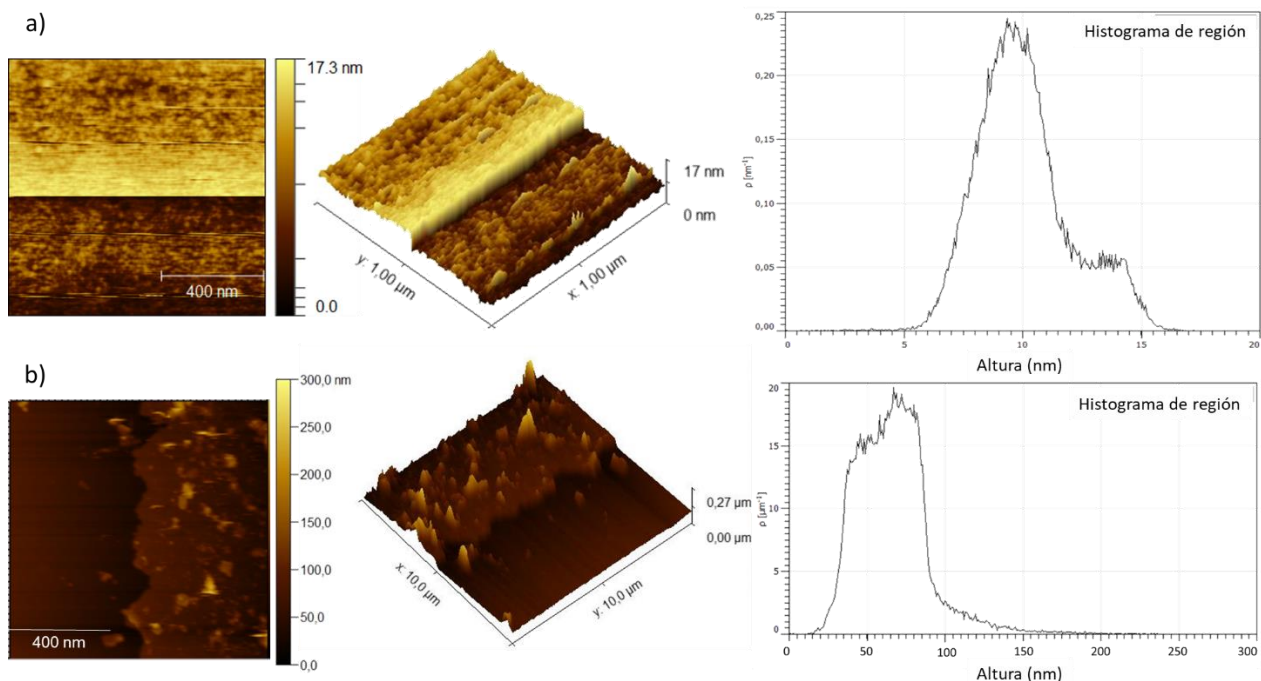 a)
17.3 nm
0.0
400 nm
17 nm
0 nm
y: 1,00 µm
x: 1,00 µm
Histograma de región
ρ [nm⁻¹]
0,25
0,20
0,15
0,10
0,05
0,00
0 5 10 15 20
Altura (nm)
b)
400 nm
300,0 nm
250,0
200,0
150,0
100,0
50,0
0,0
0,27 µm
0,00 µm
x: 10,0 µm
y: 10,0 µm
Histograma de región
ρ [µm⁻¹]
20
15
10
5
0
0 50 100 150 200 250 300
Altura (nm)